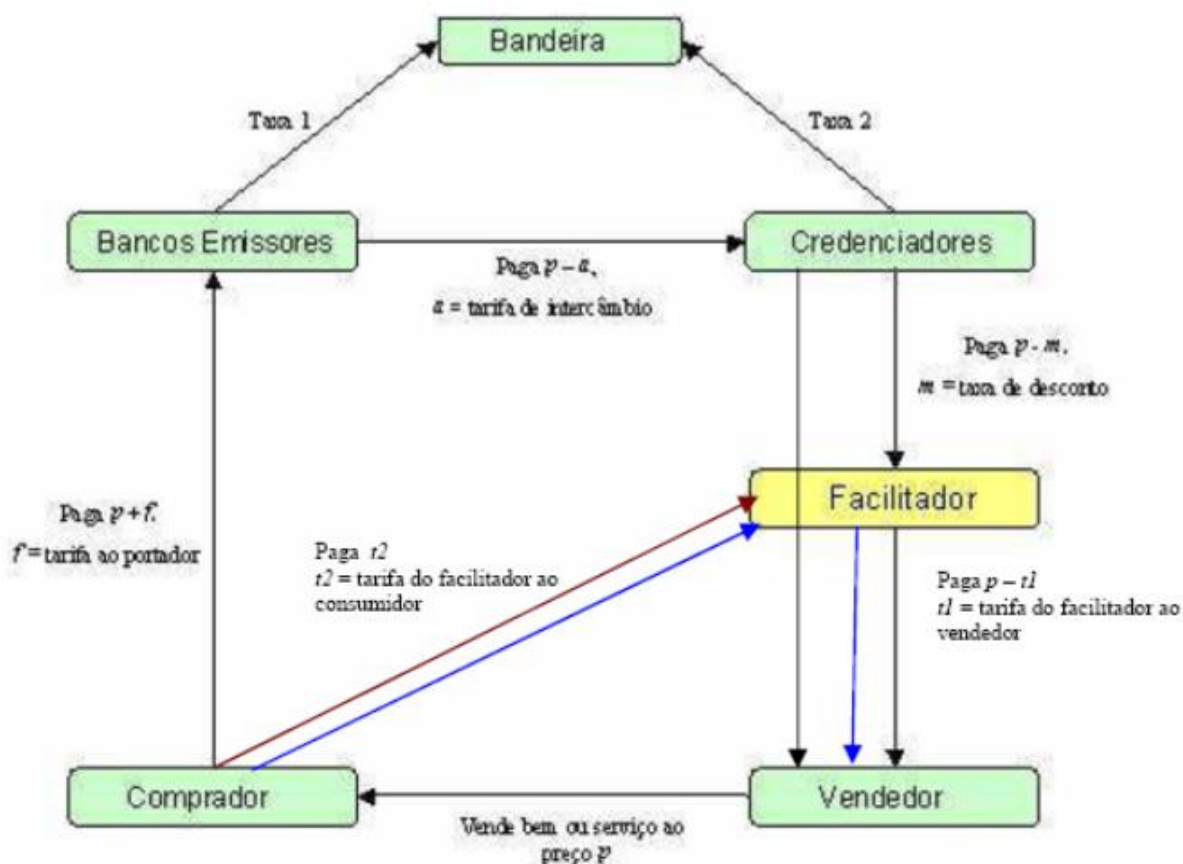 Bandeira
Taxa 1
Taxa 2
Bancos Emissores
Credenciadores
Paga p – a,
a = tarifa de intercâmbio
Paga p - m,
m = taxa de desconto
Facilitador
Paga p + f,
f = tarifa ao portador
Paga t2
t2 = tarifa do facilitador ao
consumidor
Paga p – t1
t1 = tarifa do facilitador ao
vendedor
Comprador
Vendedor
Vende bem ou serviço ao
preço p